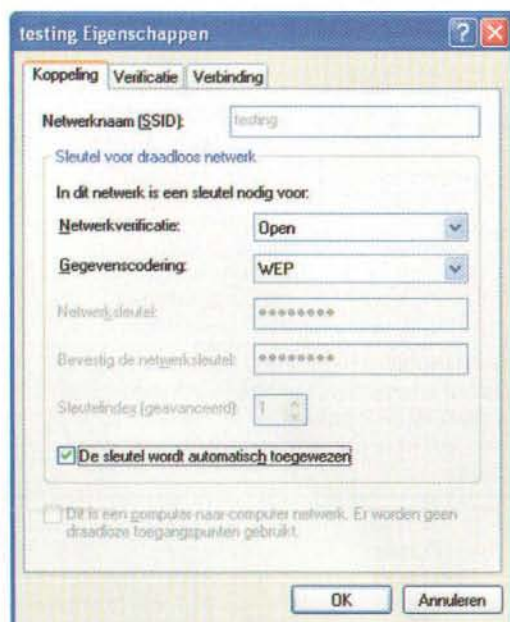 testing Eigenschappen
Koppeling Verificatie Verbinding
Netwerknaam (SSID): testing
Sleutel voor draadloos netwerk
In dit netwerk is een sleutel nodig voor:
Netwerkverificatie: Open
Gegevenscodering: WEP
Netwerksleutel: ••••••••
Bevestig de netwerksleutel: ••••••••
Sleutelindex (geavanceerd): 1
De sleutel wordt automatisch toegewezen
Dit is een computer-naar-computer netwerk. Er worden geen
draadloze toegangspunten gebruikt.
OK Annuleren